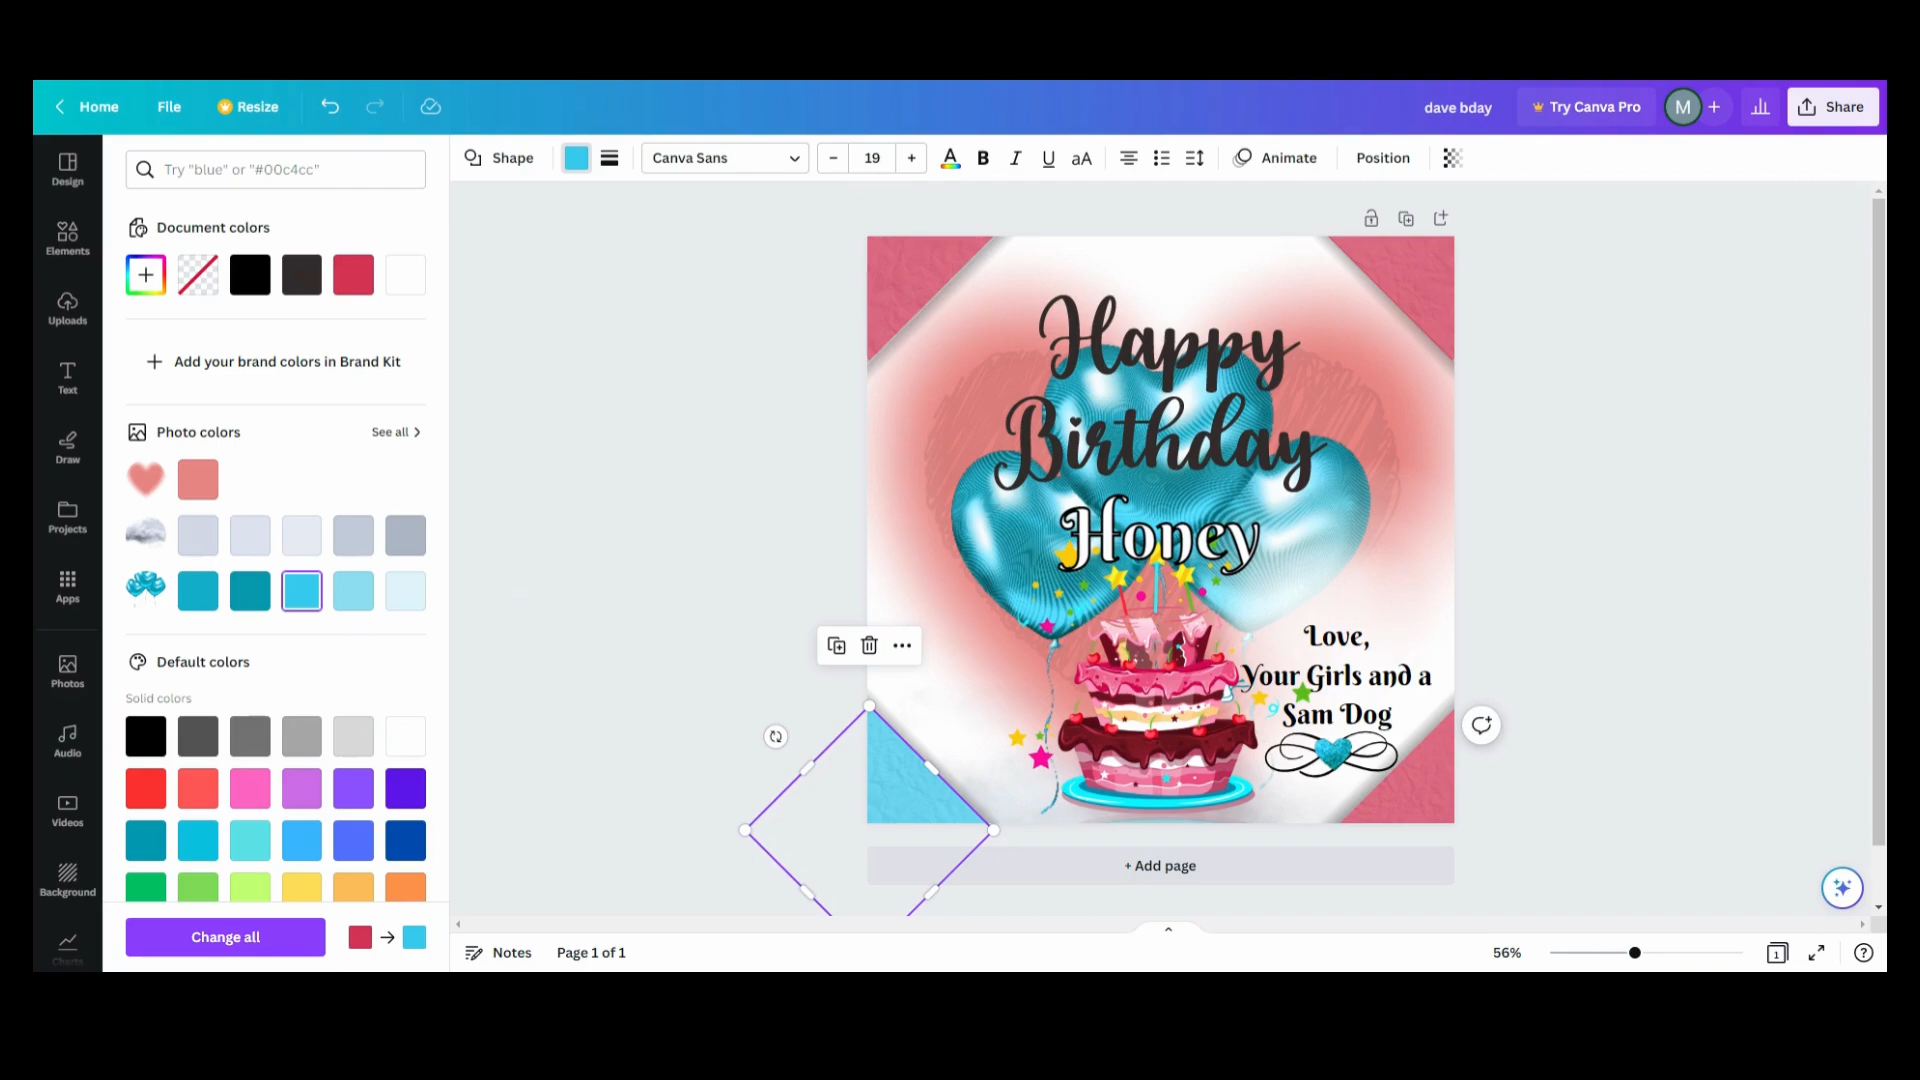 Home File Resize dave bday Try Canva Pro M + Share
Design
Elements
Uploads
Text
Draw
Projects
Apps
Photos
Audio
Videos
Background
Charts
Try "blue" or "#00c4cc"
Document colors
+ Add your brand colors in Brand Kit
Photo colors See all
Default colors
Solid colors
Change all
Shape Canva Sans − 19 + A B I U aA Animate Position
Happy
Birthday
Honey
Love,
Your Girls and a
Sam Dog
+ Add page
Notes Page 1 of 1 56% 1 ?